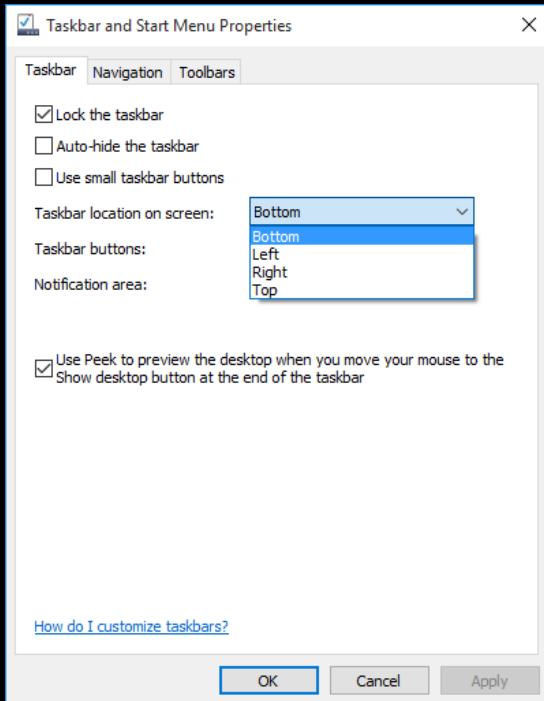 Taskbar and Start Menu Properties
Taskbar Navigation Toolbars
Lock the taskbar
Auto-hide the taskbar
Use small taskbar buttons
Taskbar location on screen: Bottom
Bottom
Left
Right
Top
Taskbar buttons:
Notification area:
Use Peek to preview the desktop when you move your mouse to the
Show desktop button at the end of the taskbar
How do I customize taskbars?
OK Cancel Apply